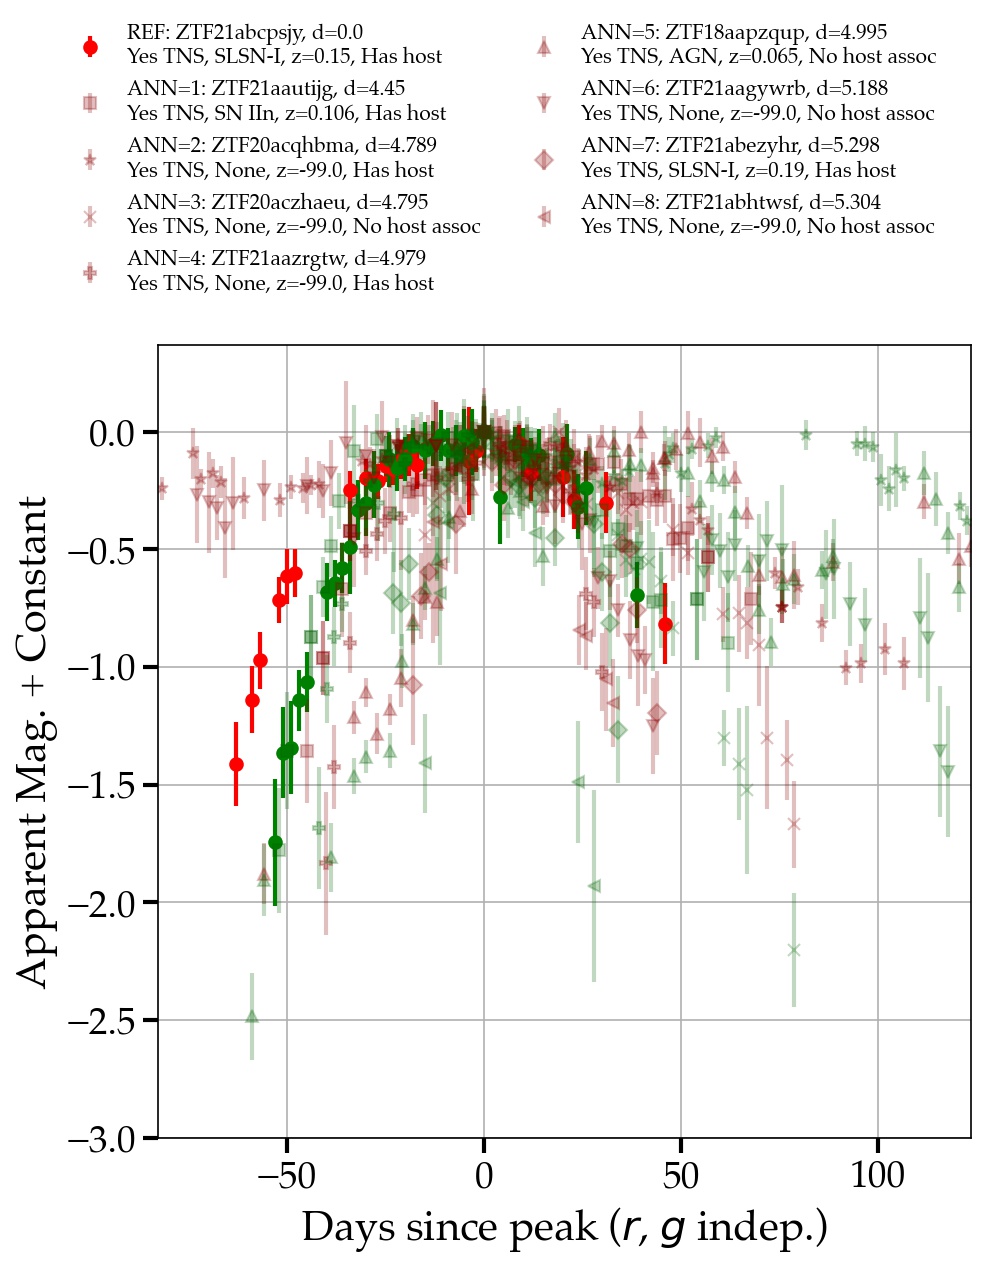 REF: ZTF21abcpsjy, d=0.0
Yes TNS, SLSN-I, z=0.15, Has host
ANN=1: ZTF21aautijg, d=4.45
Yes TNS, SN IIn, z=0.106, Has host
ANN=2: ZTF20acqhbma, d=4.789
Yes TNS, None, z=-99.0, Has host
ANN=3: ZTF20aczhaeu, d=4.795
Yes TNS, None, z=-99.0, No host assoc
ANN=4: ZTF21aazrgtw, d=4.979
Yes TNS, None, z=-99.0, Has host
ANN=5: ZTF18aapzqup, d=4.995
Yes TNS, AGN, z=0.065, No host assoc
ANN=6: ZTF21aagywrb, d=5.188
Yes TNS, None, z=-99.0, No host assoc
ANN=7: ZTF21abezyhr, d=5.298
Yes TNS, SLSN-I, z=0.19, Has host
ANN=8: ZTF21abhtwsf, d=5.304
Yes TNS, None, z=-99.0, No host assoc
Apparent Mag. + Constant
0.0
−0.5
−1.0
−1.5
−2.0
−2.5
−3.0
−50
0
50
100
Days since peak (r, g indep.)